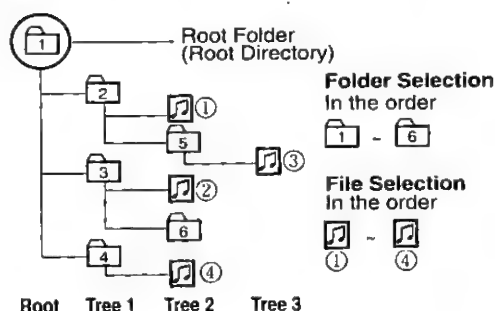 1
Root Folder
(Root Directory)
2
①
5
③
3
②
6
4
④
Root Tree 1 Tree 2 Tree 3
Folder Selection
In the order
1 ~ 6
File Selection
In the order
~
① ④